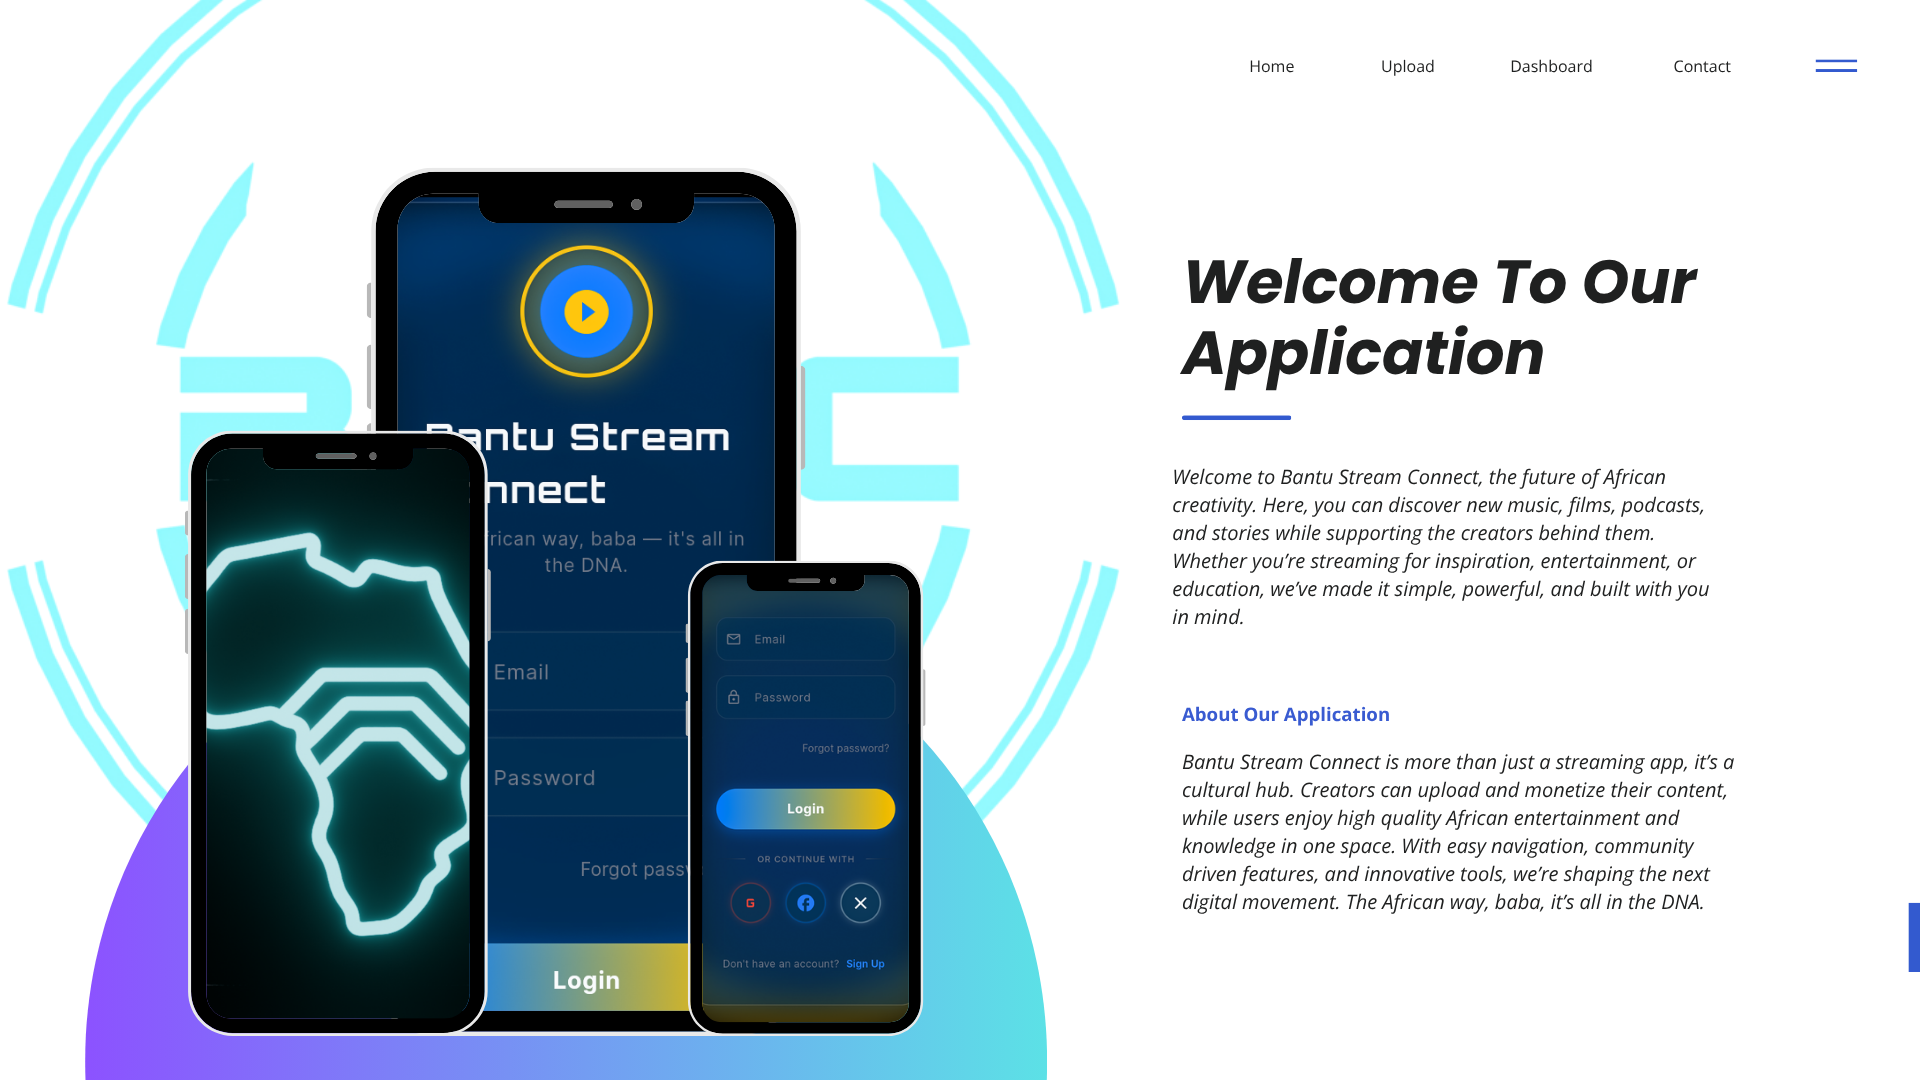 Home Upload Dashboard Contact
Welcome To Our
Application
Welcome to Bantu Stream Connect, the future of African
creativity. Here, you can discover new music, films, podcasts,
and stories while supporting the creators behind them.
Whether you’re streaming for inspiration, entertainment, or
education, we’ve made it simple, powerful, and built with you
in mind.
About Our Application
Bantu Stream Connect is more than just a streaming app, it’s a
cultural hub. Creators can upload and monetize their content,
while users enjoy high quality African entertainment and
knowledge in one space. With easy navigation, community
driven features, and innovative tools, we’re shaping the next
digital movement. The African way, baba, it’s all in the DNA.
Bantu Stream
nnect
frican way, baba — it's all in
the DNA.
Email
Password
Forgot passw
Login
Email
Password
Forgot password?
Login
OR CONTINUE WITH
G
Don't have an account? Sign Up